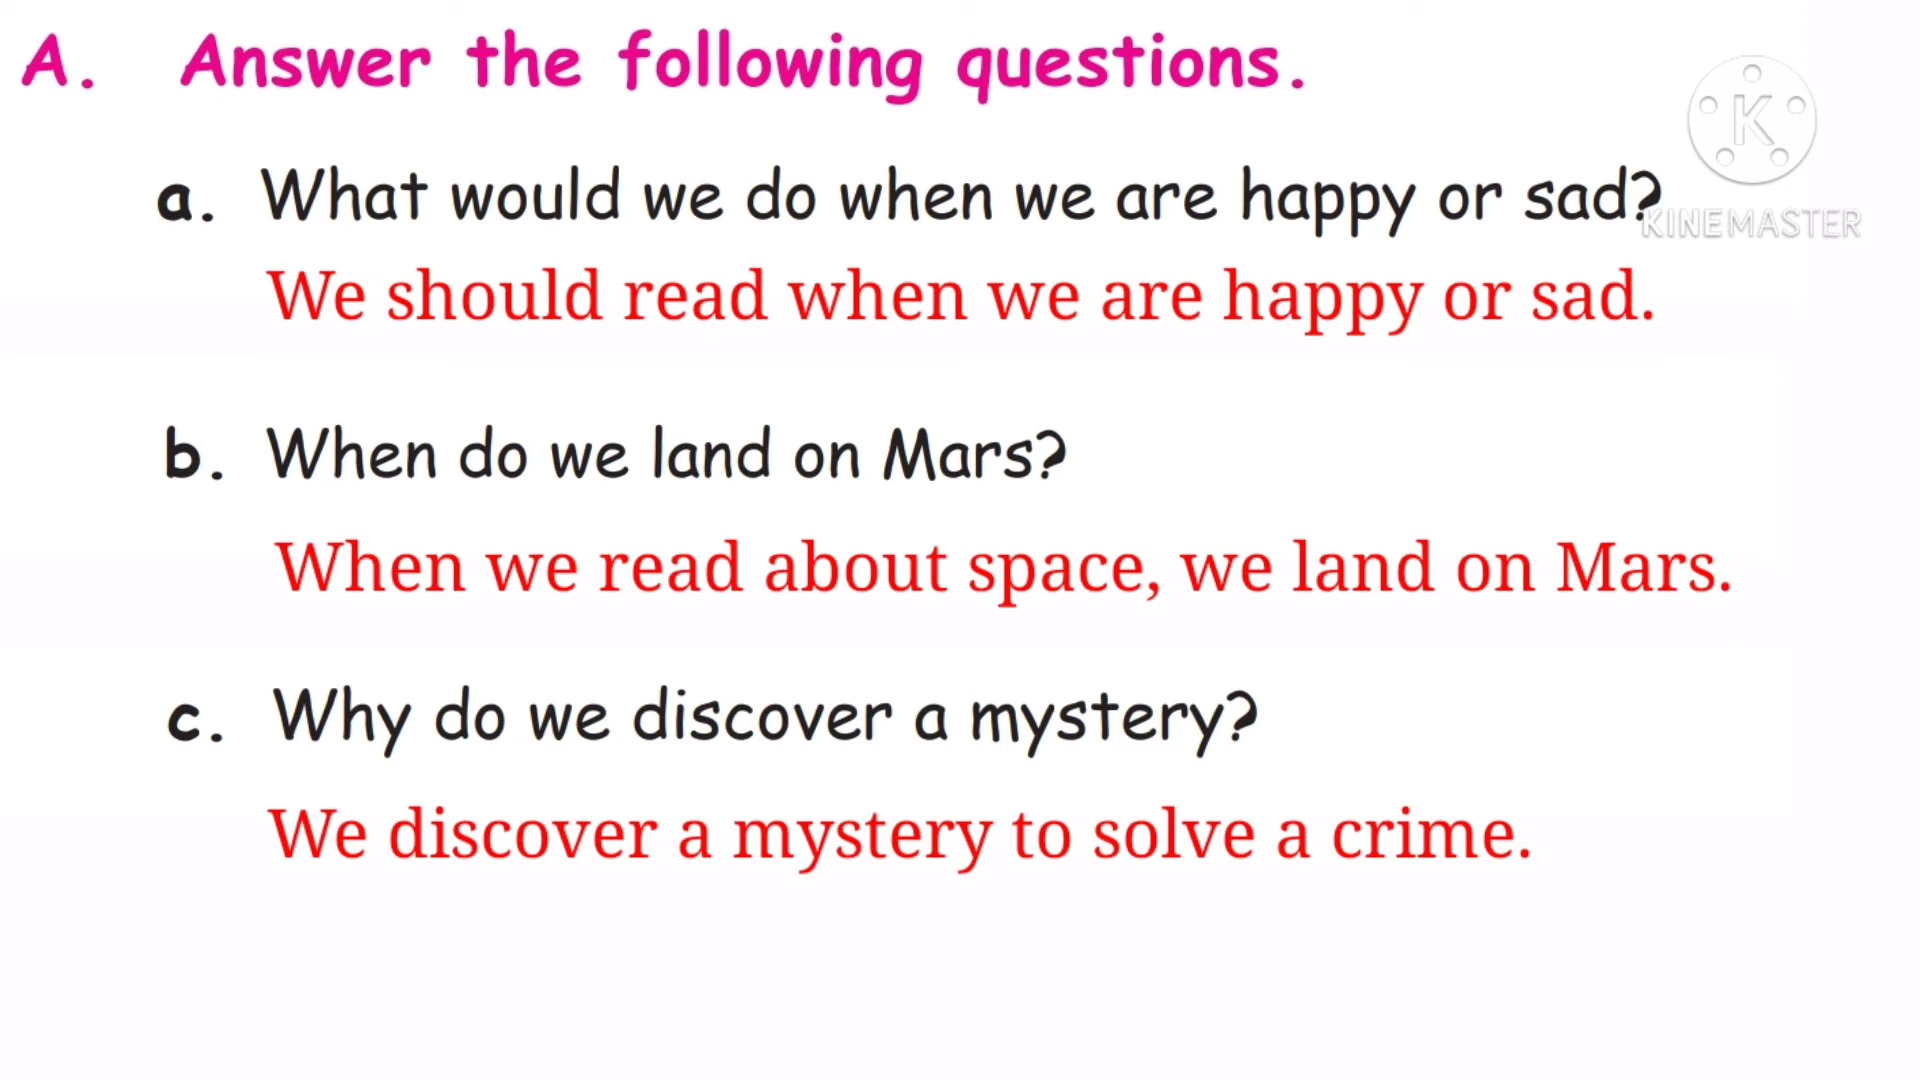 A. Answer the following questions.
K
KINEMASTER
a. What would we do when we are happy or sad?
We should read when we are happy or sad.
b. When do we land on Mars?
When we read about space, we land on Mars.
c. Why do we discover a mystery?
We discover a mystery to solve a crime.